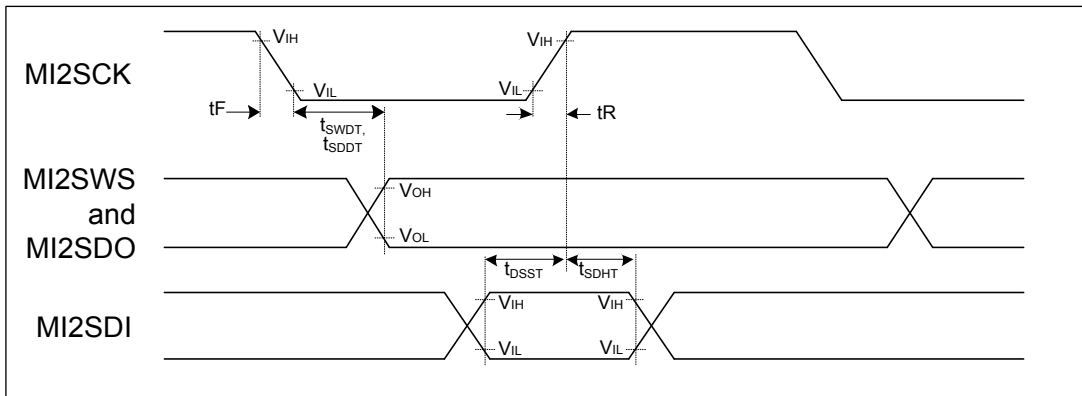 MI2SCK
VIH
VIL
tF
tSWDT,
tSDDT
VIH
VIL
tR
MI2SWS
and
MI2SDO
VOH
VOL
tDSST
tSDHT
MI2SDI
VIH
VIL
VIH
VIL